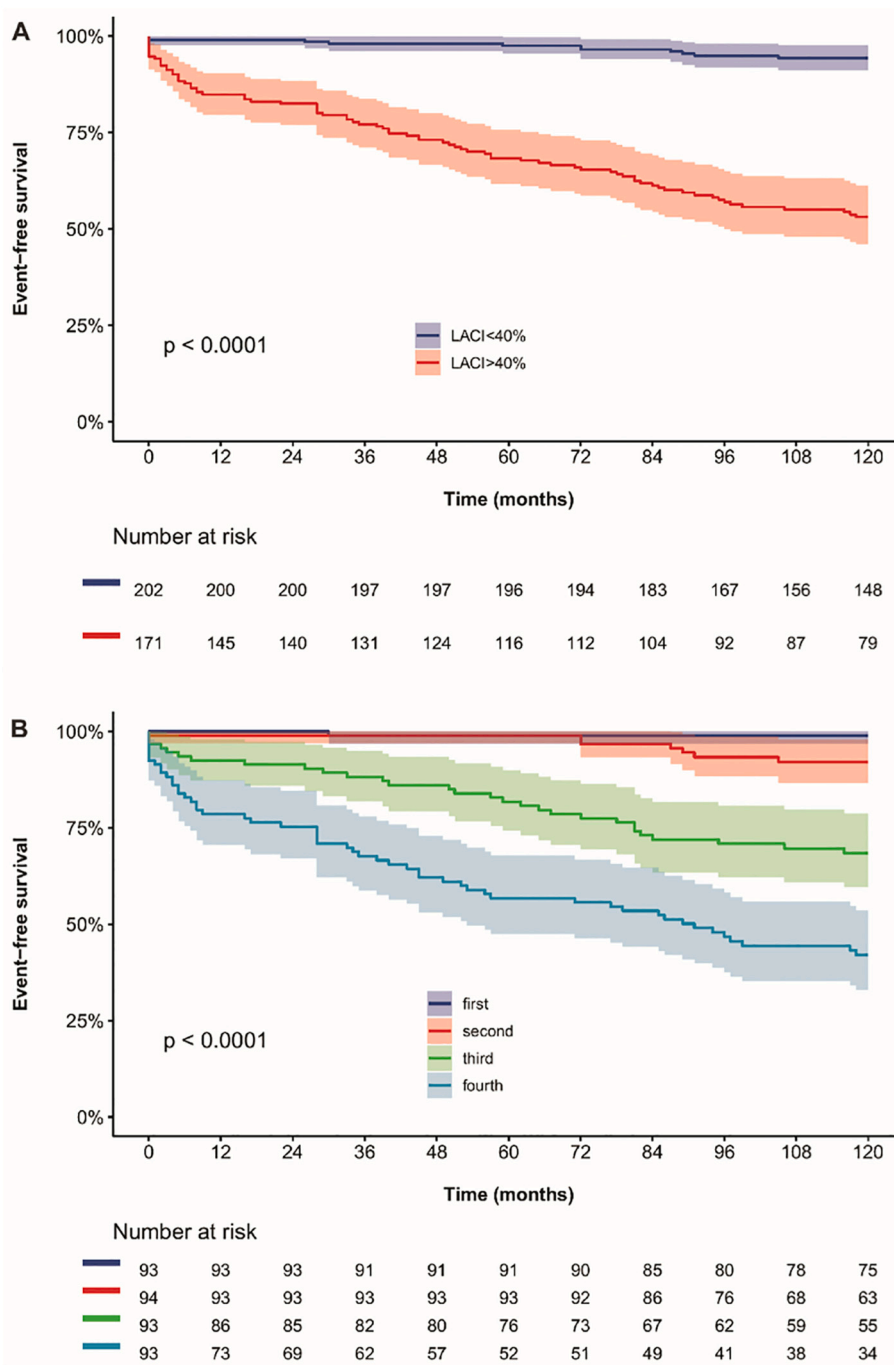 A
100%
75%
50%
25%
0%
Event-free survival
p < 0.0001
LACI<40%
LACI>40%
0 12 24 36 48 60 72 84 96 108 120
Time (months)
Number at risk
202 200 200 197 197 196 194 183 167 156 148
171 145 140 131 124 116 112 104 92 87 79
B
100%
75%
50%
25%
0%
Event-free survival
p < 0.0001
first
second
third
fourth
0 12 24 36 48 60 72 84 96 108 120
Time (months)
Number at risk
93 93 93 91 91 91 90 85 80 78 75
94 93 93 93 93 93 92 86 76 68 63
93 86 85 82 80 76 73 67 62 59 55
93 73 69 62 57 52 51 49 41 38 34